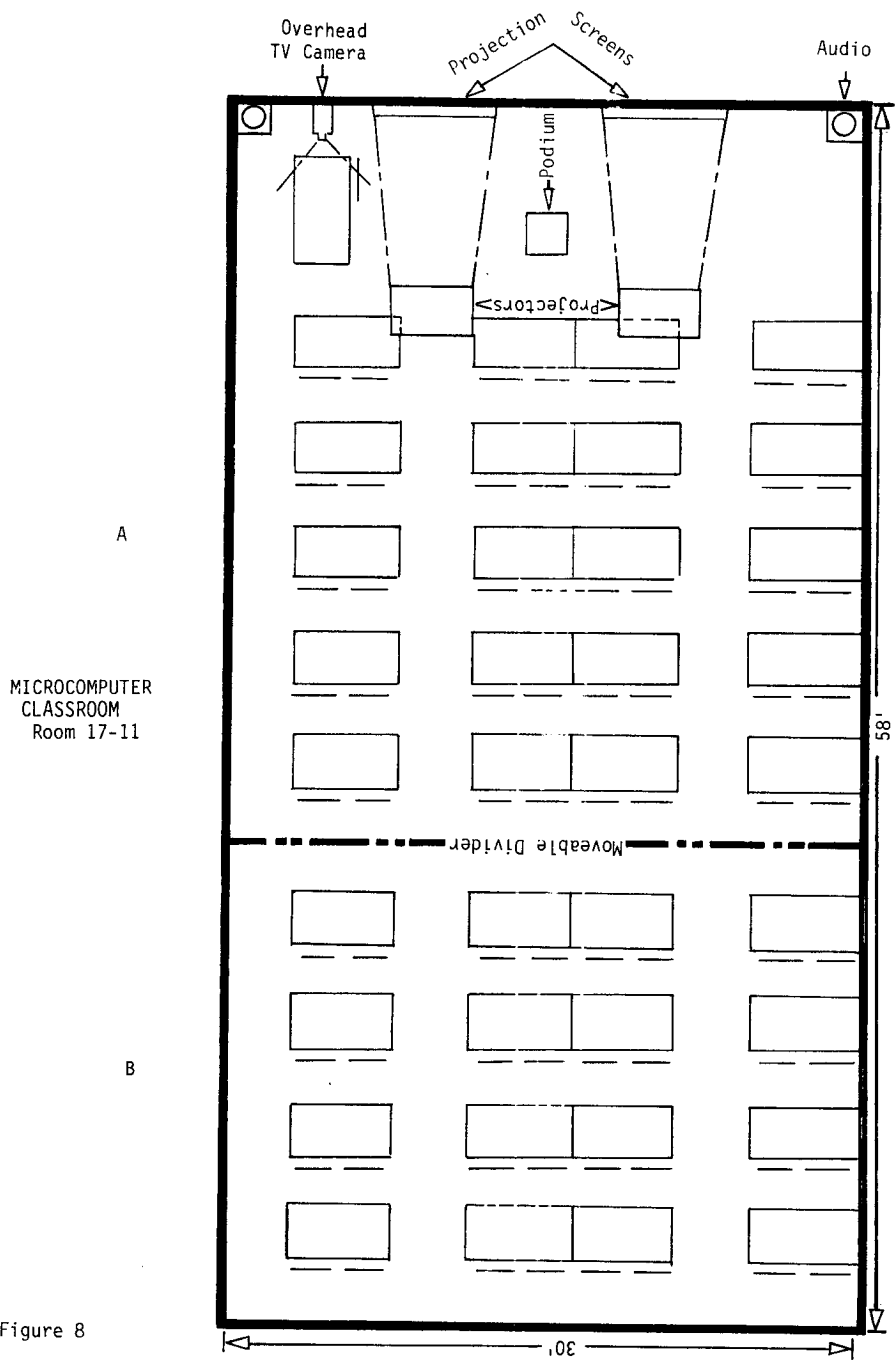 Overhead
TV Camera
Projection Screens
Audio
Podium
<Projectors>
A
MICROCOMPUTER
CLASSROOM
Room 17-11
58'
Moveable Divider
B
Figure 8
30'